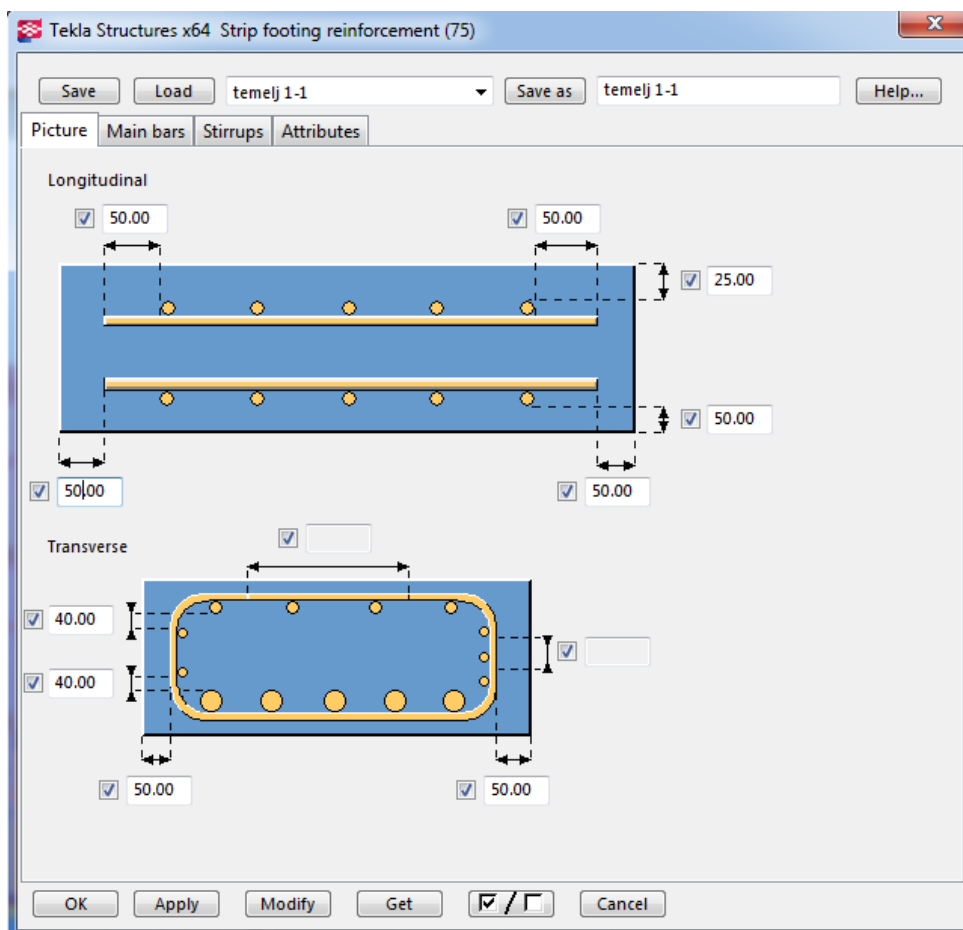 Tekla Structures x64 Strip footing reinforcement (75)
Save Load temelj 1-1 Save as temelj 1-1 Help...
Picture Main bars Stirrups Attributes
Longitudinal
50.00 50.00
25.00
50.00
50.00 50.00
Transverse
40.00
40.00
50.00 50.00
OK Apply Modify Get / Cancel